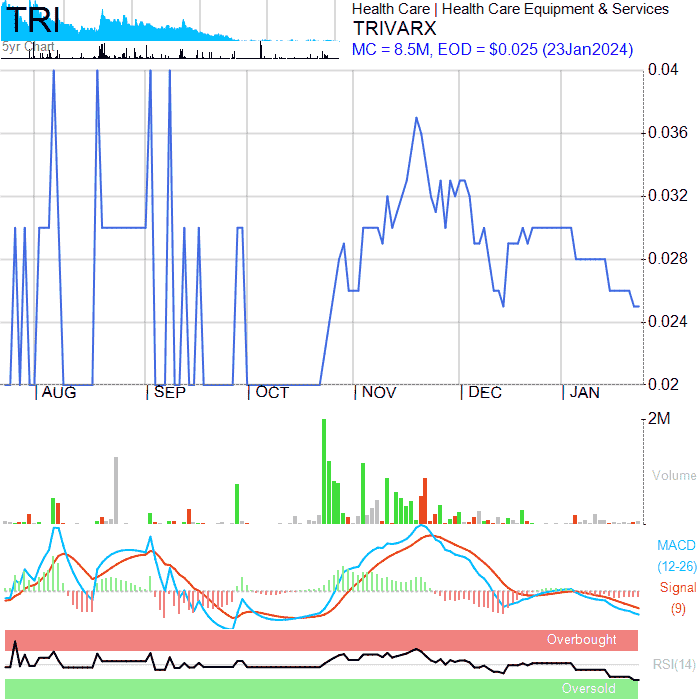 TRI
5yr Chart
Health Care | Health Care Equipment & Services
TRIVARX
MC = 8.5M, EOD = $0.025 (23Jan2024)
0.04
0.036
0.032
0.028
0.024
0.02
AUG SEP OCT NOV DEC JAN
2M
Volume
MACD
(12-26)
Signal
(9)
Overbought
RSI(14)
Oversold